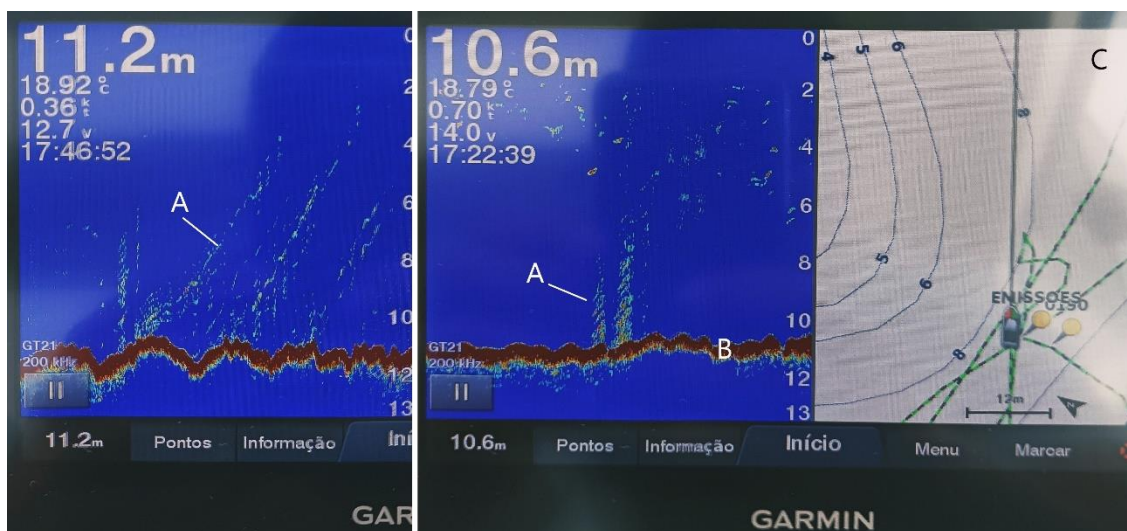 11.2m
18.92 °C
0.36 kt
12.7 v
17:46:52
0
2
4
6
8
10
12
13
A
GT21
200 kHz
11.2m
Pontos
Informação
Iní
GAR
10.6m
18.79 °C
0.70 kt
14.0 v
17:22:39
0
2
4
6
8
10
12
13
A
B
GT21
200 kHz
C
4
5
6
5
6
8
8
ENISSOES
12m
N
10.6m
Pontos
Informação
Início
Menu
Marcar
GARMIN